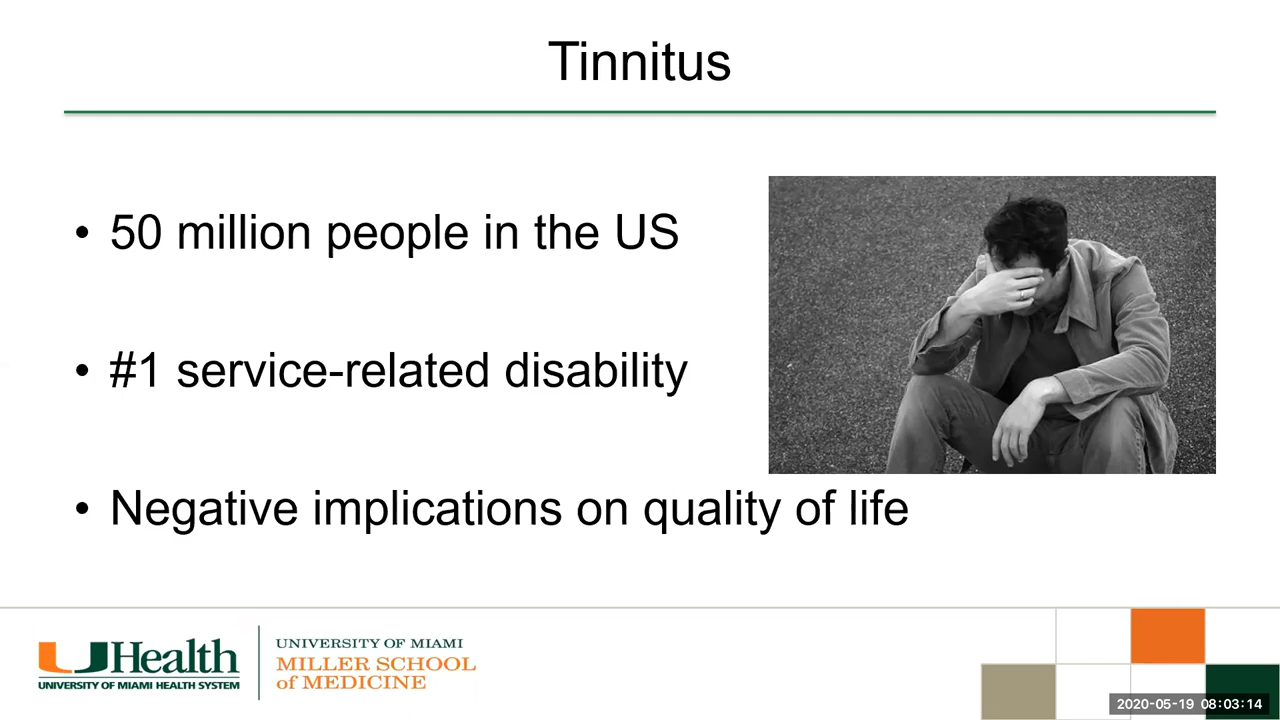 Tinnitus
• 50 million people in the US
• #1 service-related disability
• Negative implications on quality of life
UHealth
UNIVERSITY OF MIAMI HEALTH SYSTEM
UNIVERSITY OF MIAMI
MILLER SCHOOL
of MEDICINE
2020-05-19 08:03:14